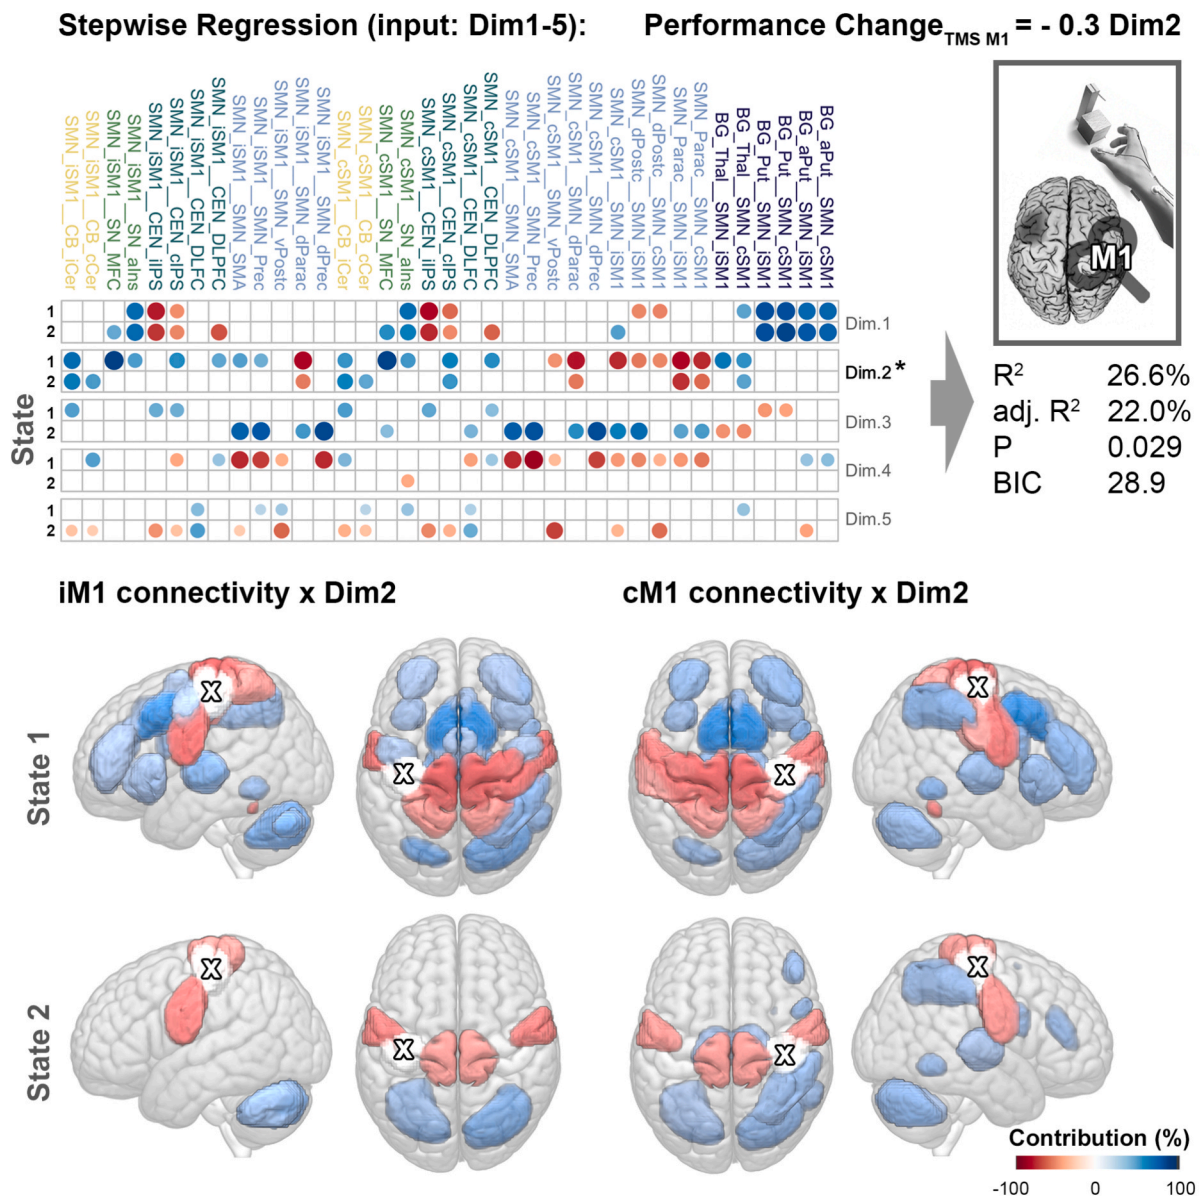 Stepwise Regression (input: Dim1-5):
Performance Change TMS M1 = - 0.3 Dim2
SMN_iSM1__CB_iCer
SMN_iSM1__CB_cCer
SMN_iSM1__SN_MFC
SMN_iSM1__SN_aIns
SMN_iSM1__CEN_iIPS
SMN_iSM1__CEN_cIPS
SMN_iSM1__CEN_DLFC
SMN_iSM1__CEN_DLPFC
SMN_iSM1__SMN_SMA
SMN_iSM1__SMN_Prec
SMN_iSM1__SMN_vPostc
SMN_iSM1__SMN_dParac
SMN_iSM1__SMN_dPrec
SMN_cSM1__CB_iCer
SMN_cSM1__CB_cCer
SMN_cSM1__SN_MFC
SMN_cSM1__SN_aIns
SMN_cSM1__CEN_iIPS
SMN_cSM1__CEN_cIPS
SMN_cSM1__CEN_DLFC
SMN_cSM1__CEN_DLPFC
SMN_cSM1__SMN_SMA
SMN_cSM1__SMN_Prec
SMN_cSM1__SMN_vPostc
SMN_cSM1__SMN_dParac
SMN_cSM1__SMN_dPrec
SMN_cSM1__SMN_iSM1
SMN_dPostc__SMN_iSM1
SMN_dPostc__SMN_cSM1
SMN_Parac__SMN_iSM1
SMN_Parac__SMN_cSM1
BG_Thal__SMN_iSM1
BG_Thal__SMN_cSM1
BG_Put__SMN_iSM1
BG_Put__SMN_cSM1
BG_aPut__SMN_iSM1
BG_aPut__SMN_cSM1
M1
State
1
2
Dim.1
1
2
Dim.2*
1
2
Dim.3
1
2
Dim.4
1
2
Dim.5
R² 26.6%
adj. R² 22.0%
P 0.029
BIC 28.9
iM1 connectivity x Dim2
cM1 connectivity x Dim2
State 1
X
X
X
X
State 2
X
X
X
X
Contribution (%)
-100 0 100